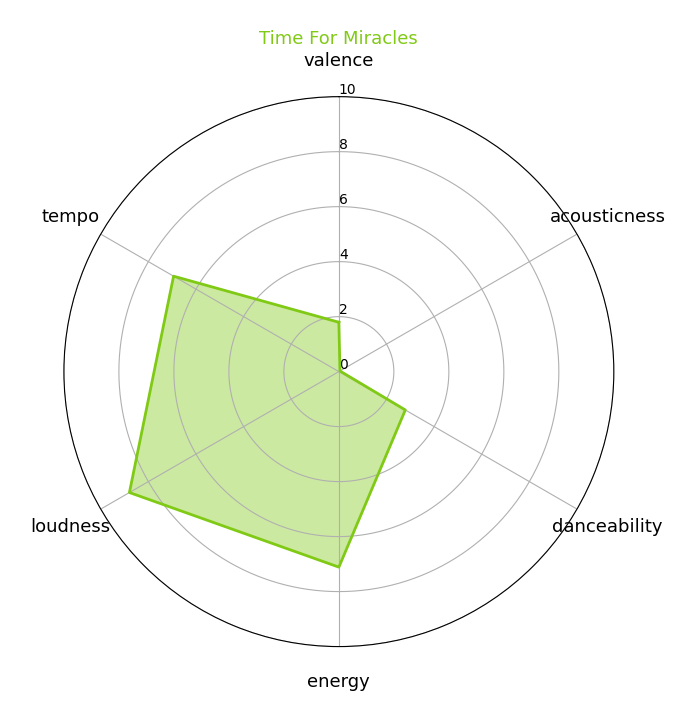 Time For Miracles
valence
10
8
tempo
acousticness
6
4
2
0
loudness
danceability
energy